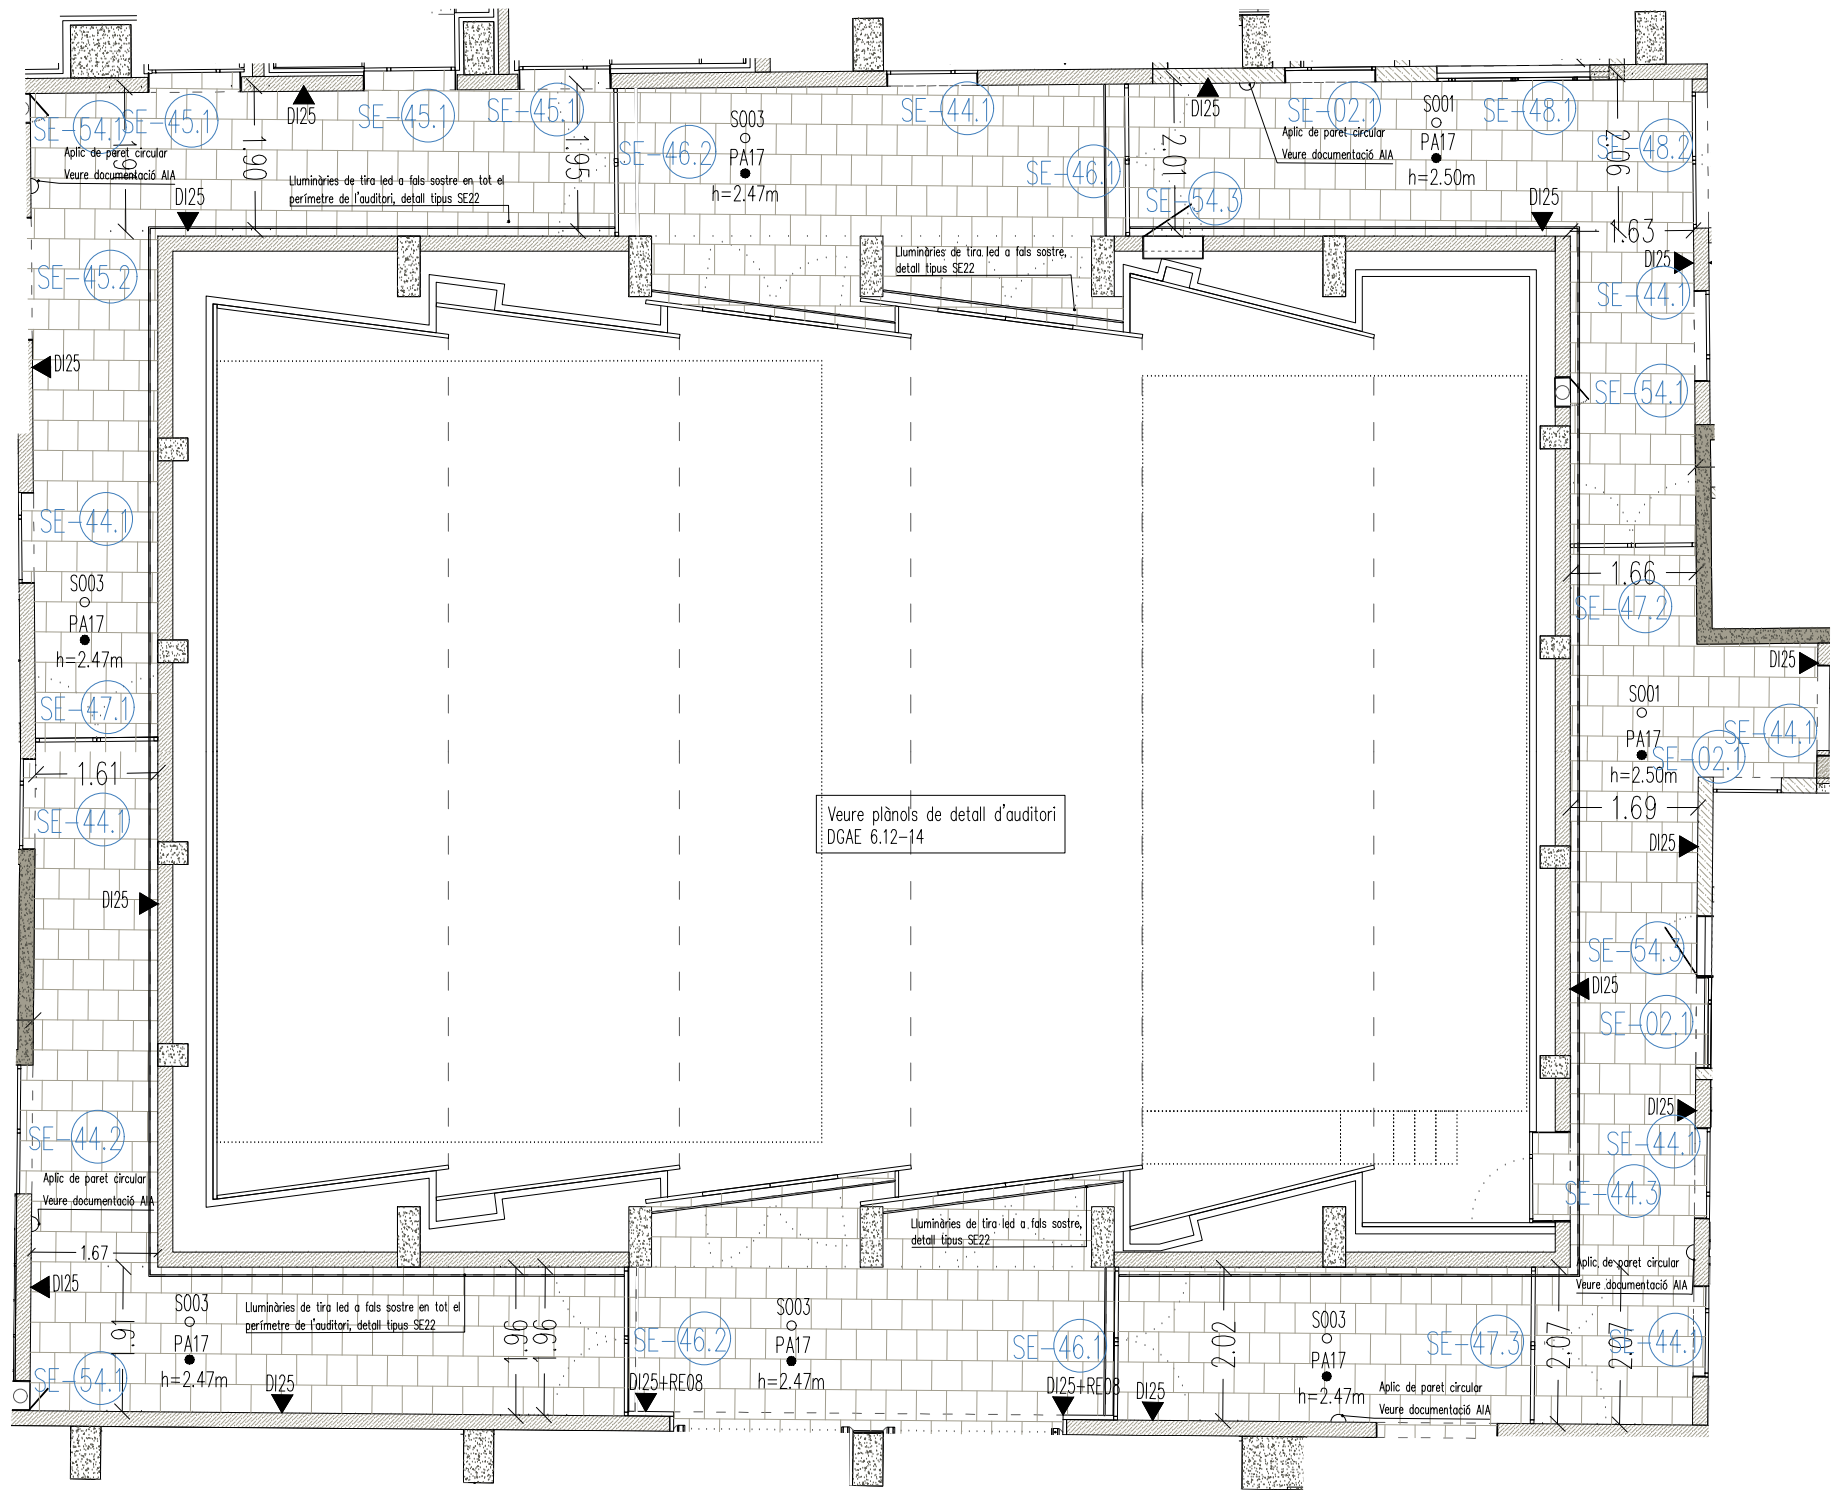 SE-54.1
SE-45.1
DI25
SE-45.1
SE-45.1
S003
PA17
h=2.47m
SE-46.2
SE-44.1
SE-46.1
DI25
SE-02.1
S001
PA17
h=2.50m
SE-48.1
SE-48.2
1.90
1.95
2.01
2.06
Aplic de paret circular
Veure documentació AIA
Aplic de paret circular
Veure documentació AIA
Lluminàries de tira led a fals sostre en tot el
perímetre de l'auditori, detall tipus SE22
DI25
SE-54.3
DI25
1.63
Lluminàries de tira led a fals sostre,
detall tipus SE22
DI25
SE-45.2
SE-44.1
DI25
SE-54.1
SE-44.1
S003
PA17
h=2.47m
1.66
SE-47.2
SE-47.1
DI25
S001
PA17
h=2.50m
SE-44.1
SE-02.1
1.61
SE-44.1
Veure plànols de detall d'auditori
DGAE 6.12-14
1.69
DI25
DI25
SE-54.3
DI25
SE-02.1
SE-44.2
DI25
SE-44.1
SE-44.3
Aplic de paret circular
Veure documentació AIA
Lluminàries de tira led a fals sostre,
detall tipus SE22
1.67
Aplic de paret circular
Veure documentació AIA
DI25
1.91
S003
PA17
h=2.47m
Lluminàries de tira led a fals sostre en tot el
perímetre de l'auditori, detall tipus SE22
1.96
1.96
SE-46.2
S003
PA17
h=2.47m
SE-46.1
2.02
S003
PA17
h=2.47m
SE-47.3
2.07
2.07
SE-44.1
SE-54.1
DI25
DI25+RE08
DI25+RE08
DI25
Aplic de paret circular
Veure documentació AIA